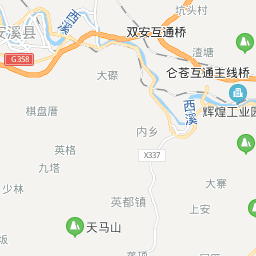 坑头村
西溪
双安互通桥
安溪县
渣塘
G358
大磜
仑苍互通主线桥
西溪
辉煌工业园
棋盘厝
内乡
英格
X337
九塔
少林
大寨
英都镇
上安
天马山